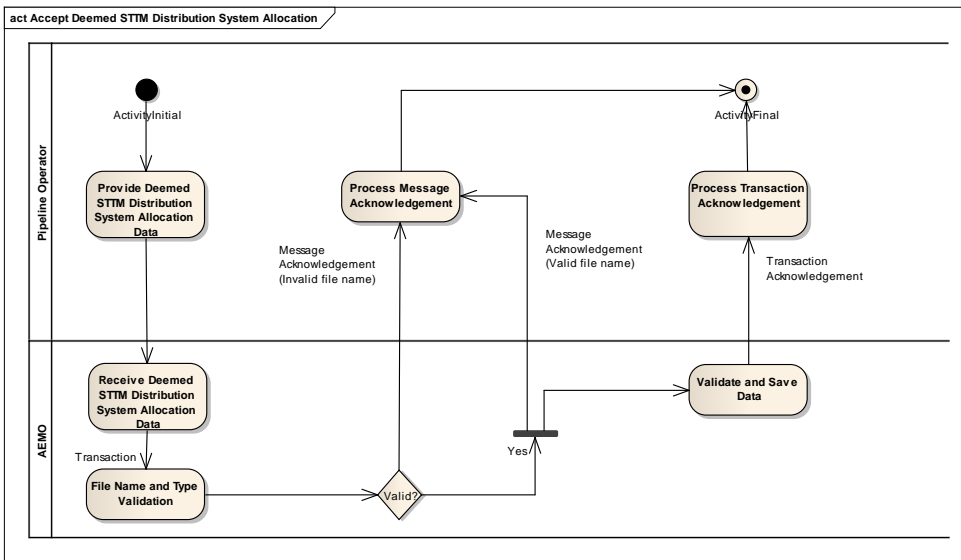 act Accept Deemed STTM Distribution System Allocation
Pipeline Operator
ActivityInitial
ActivityFinal
Provide Deemed
STTM Distribution
System Allocation
Data
Process Message
Acknowledgement
Process Transaction
Acknowledgement
Message
Acknowledgement
(Invalid file name)
Message
Acknowledgement
(Valid file name)
Transaction
Acknowledgement
AEMO
Receive Deemed
STTM Distribution
System Allocation
Data
Validate and Save
Data
Transaction
File Name and Type
Validation
Valid?
Yes